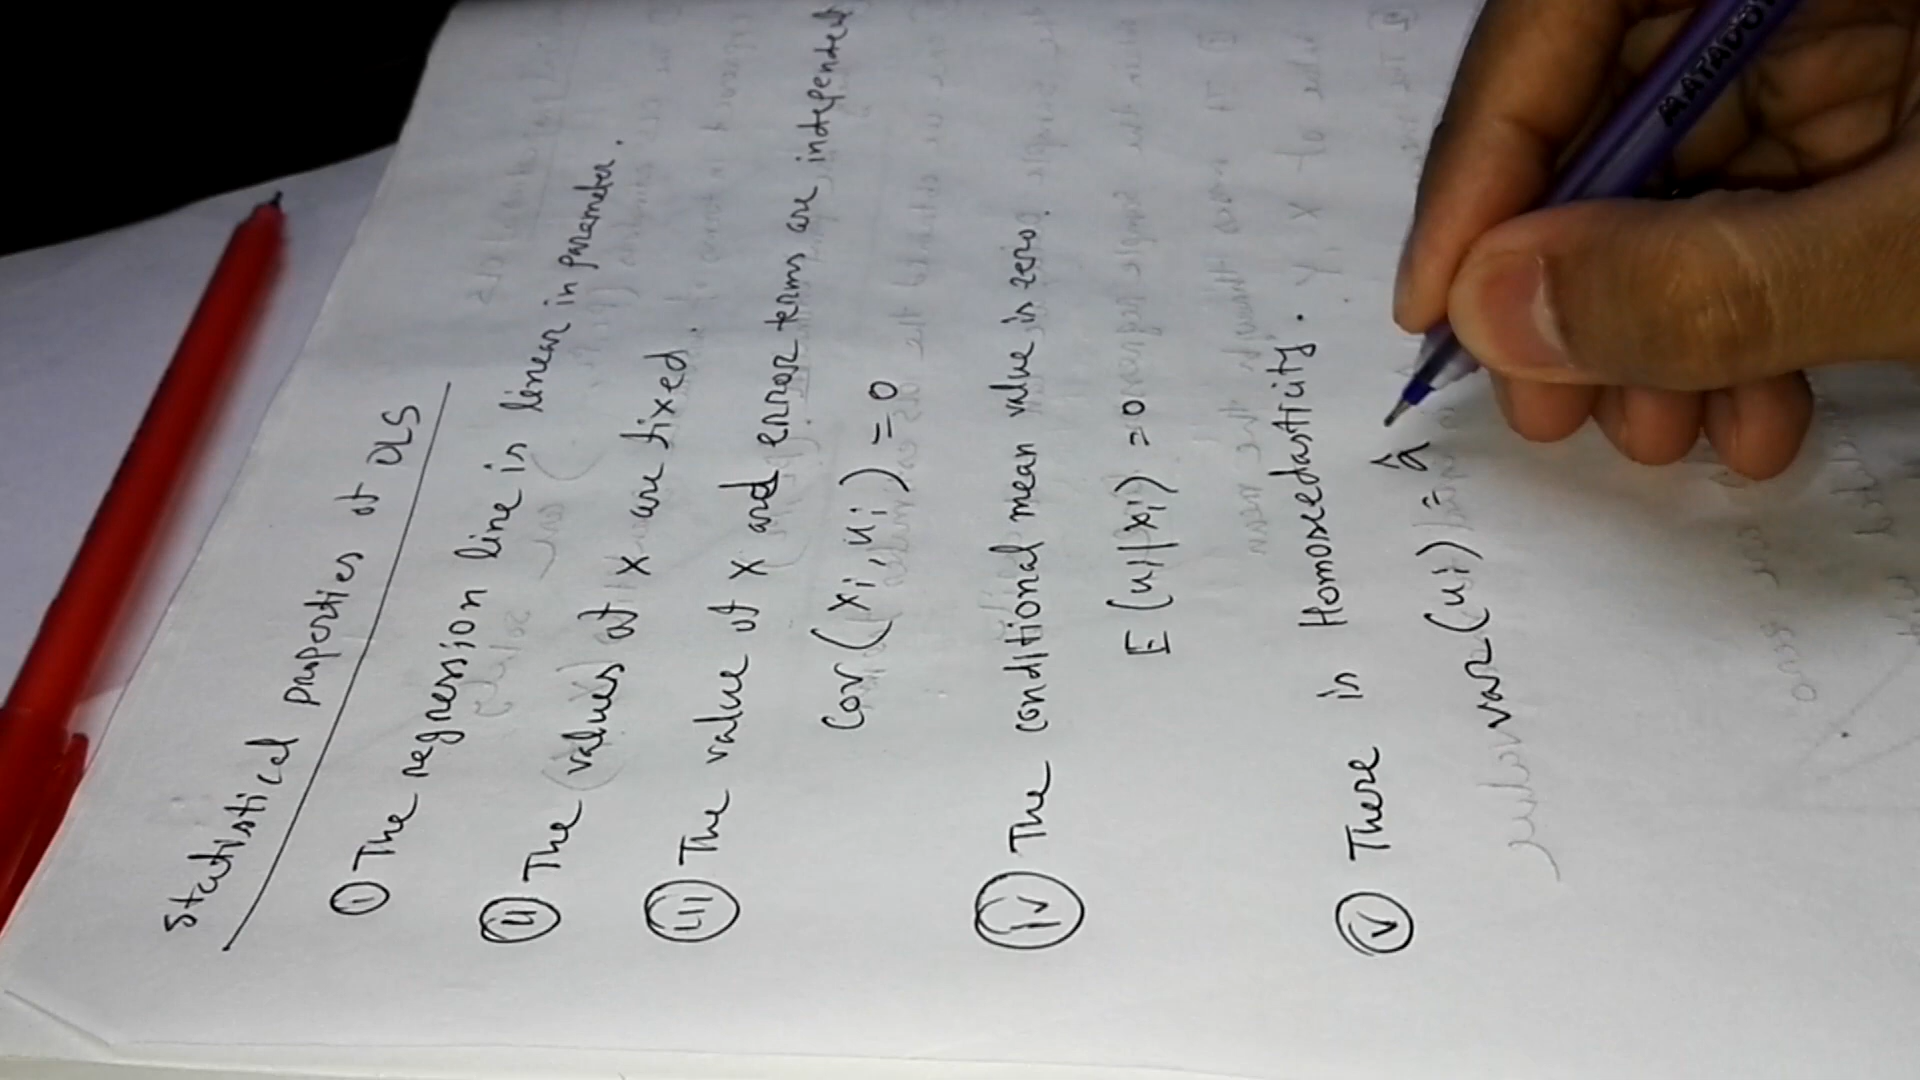 Statistical properties of OLS
(i) The regression line is linear in parameter.
(ii) The values of x are fixed.
(iii) The value of x and error terms are independent
Cov(xi, ui) = 0
(iv) The conditional mean value is zero.
E(ui|xi) = 0
(v) There is Homoscedasticity.
var(ui) =
MATADOR